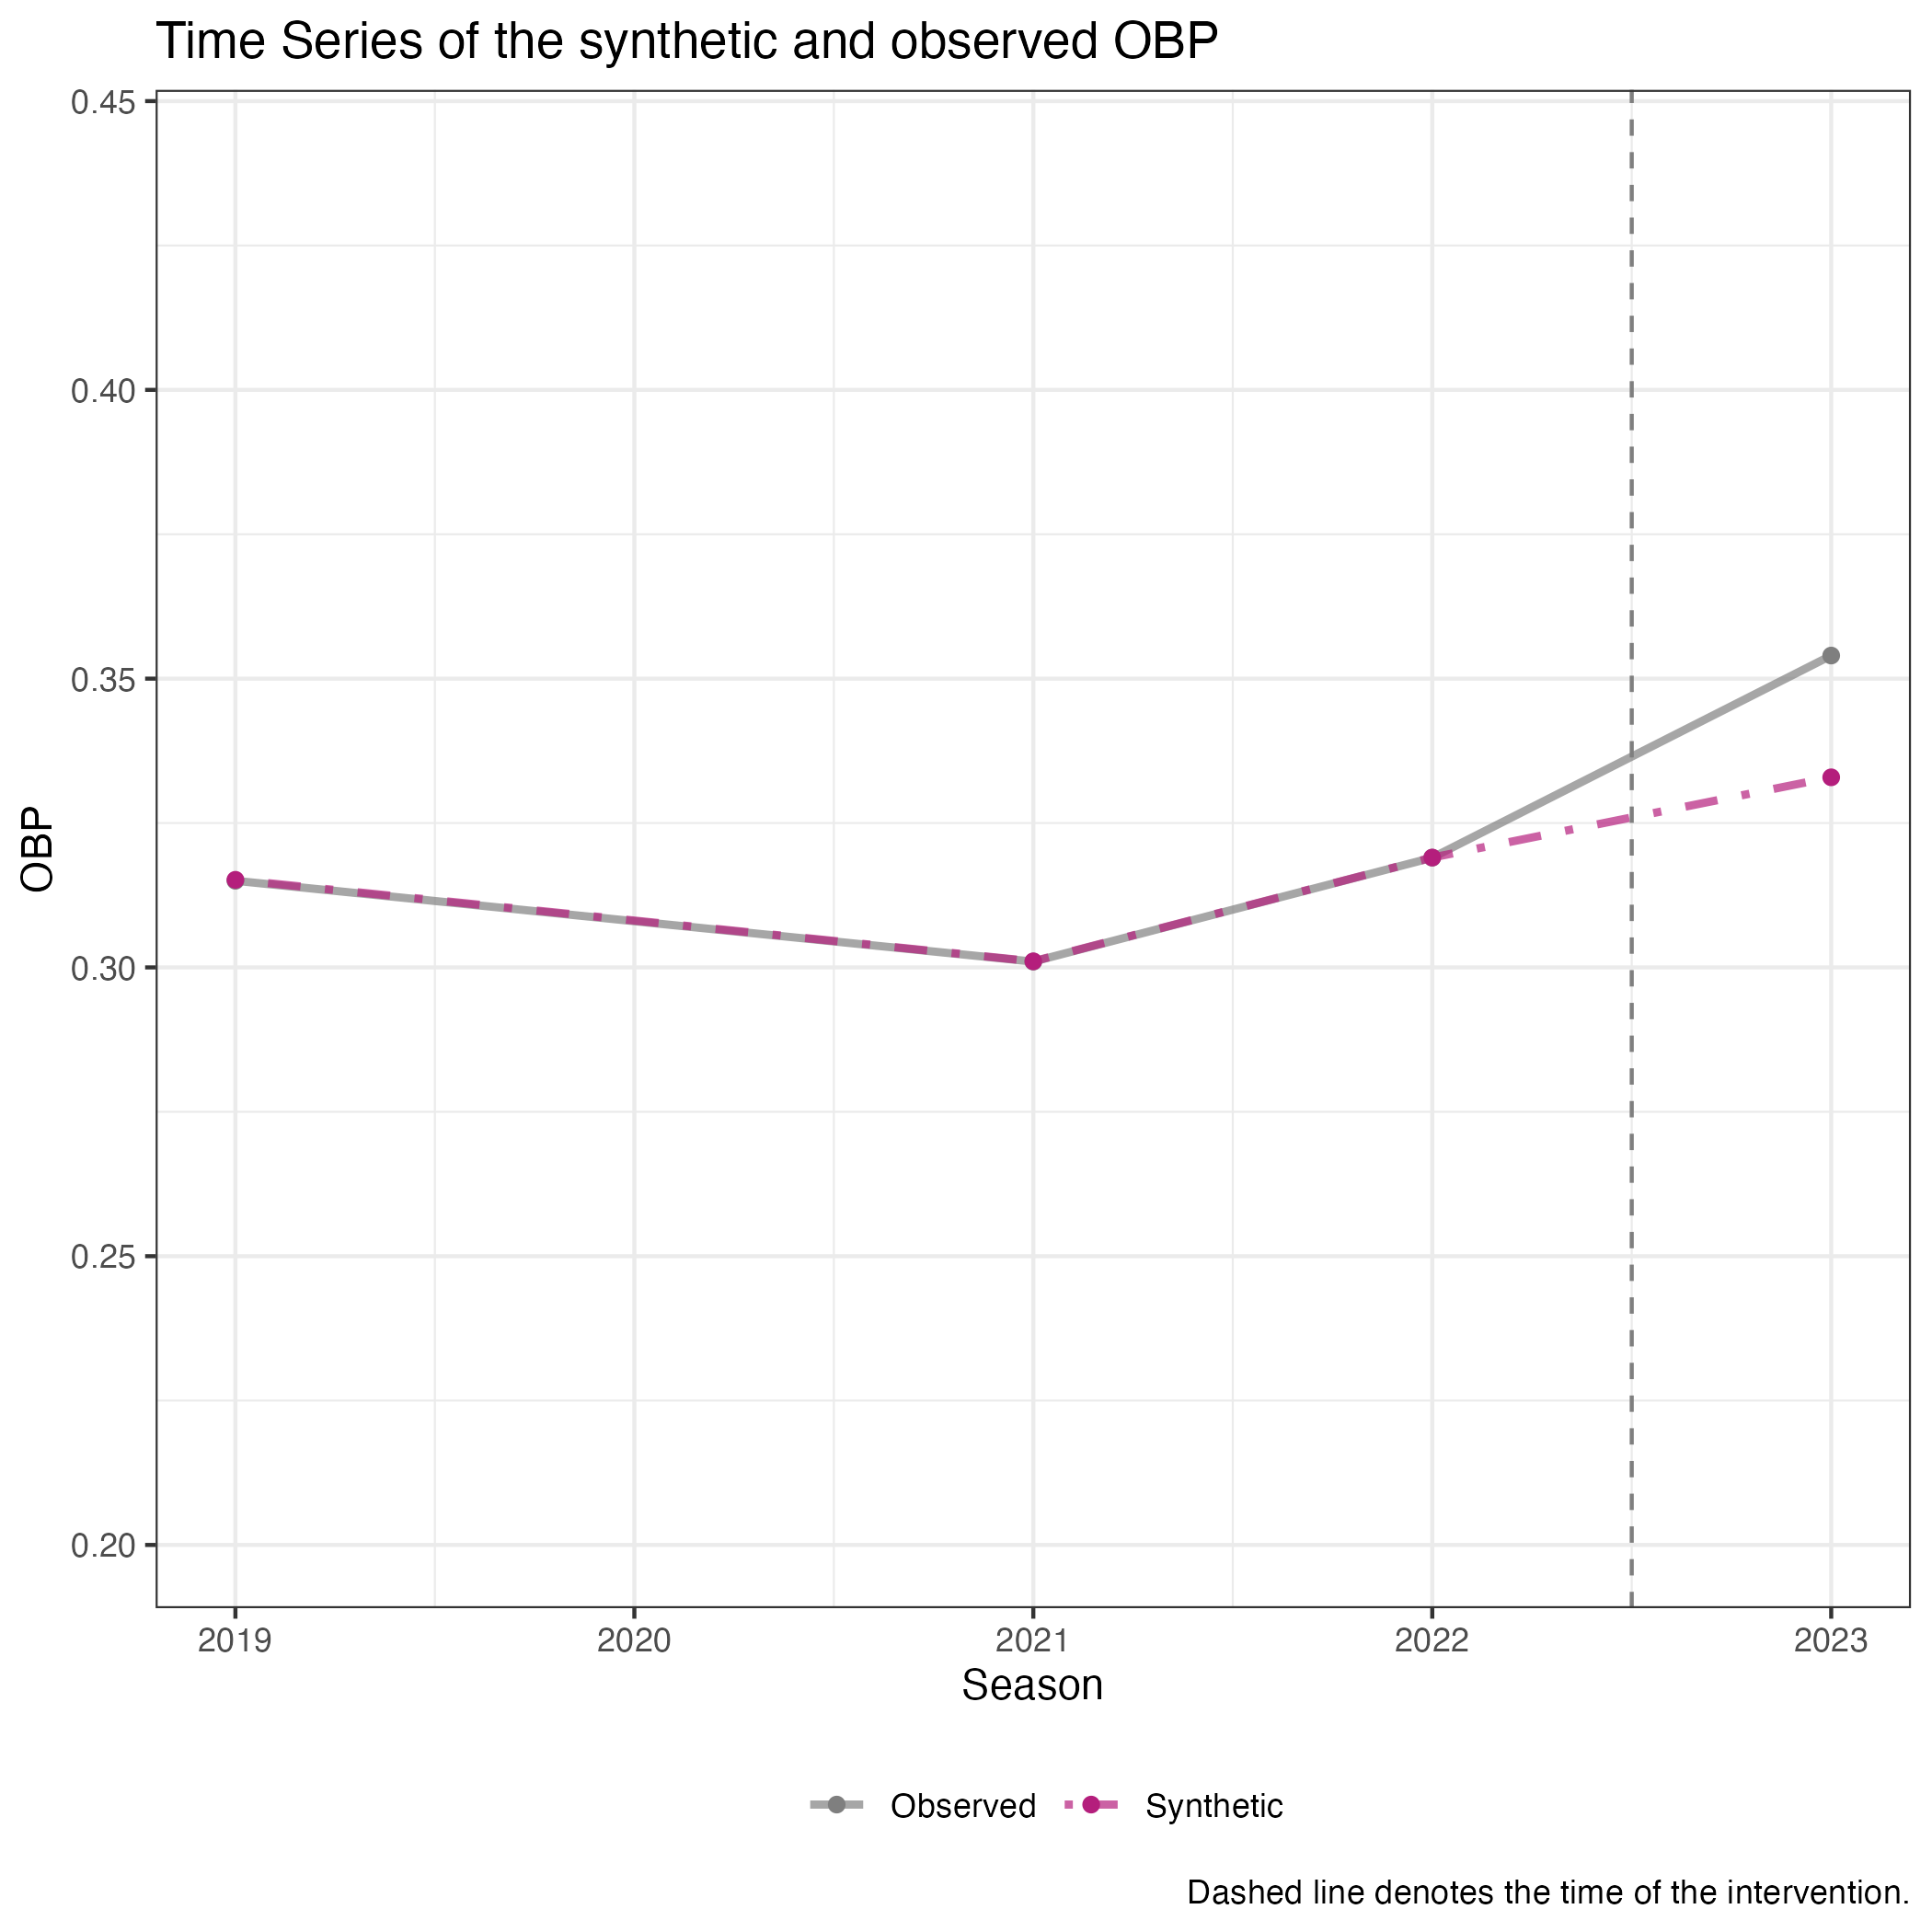 Time Series of the synthetic and observed OBP
0.45
0.40
0.35
0.30
0.25
0.20
OBP
2019 2020 2021 2022 2023
Season
Observed Synthetic
Dashed line denotes the time of the intervention.